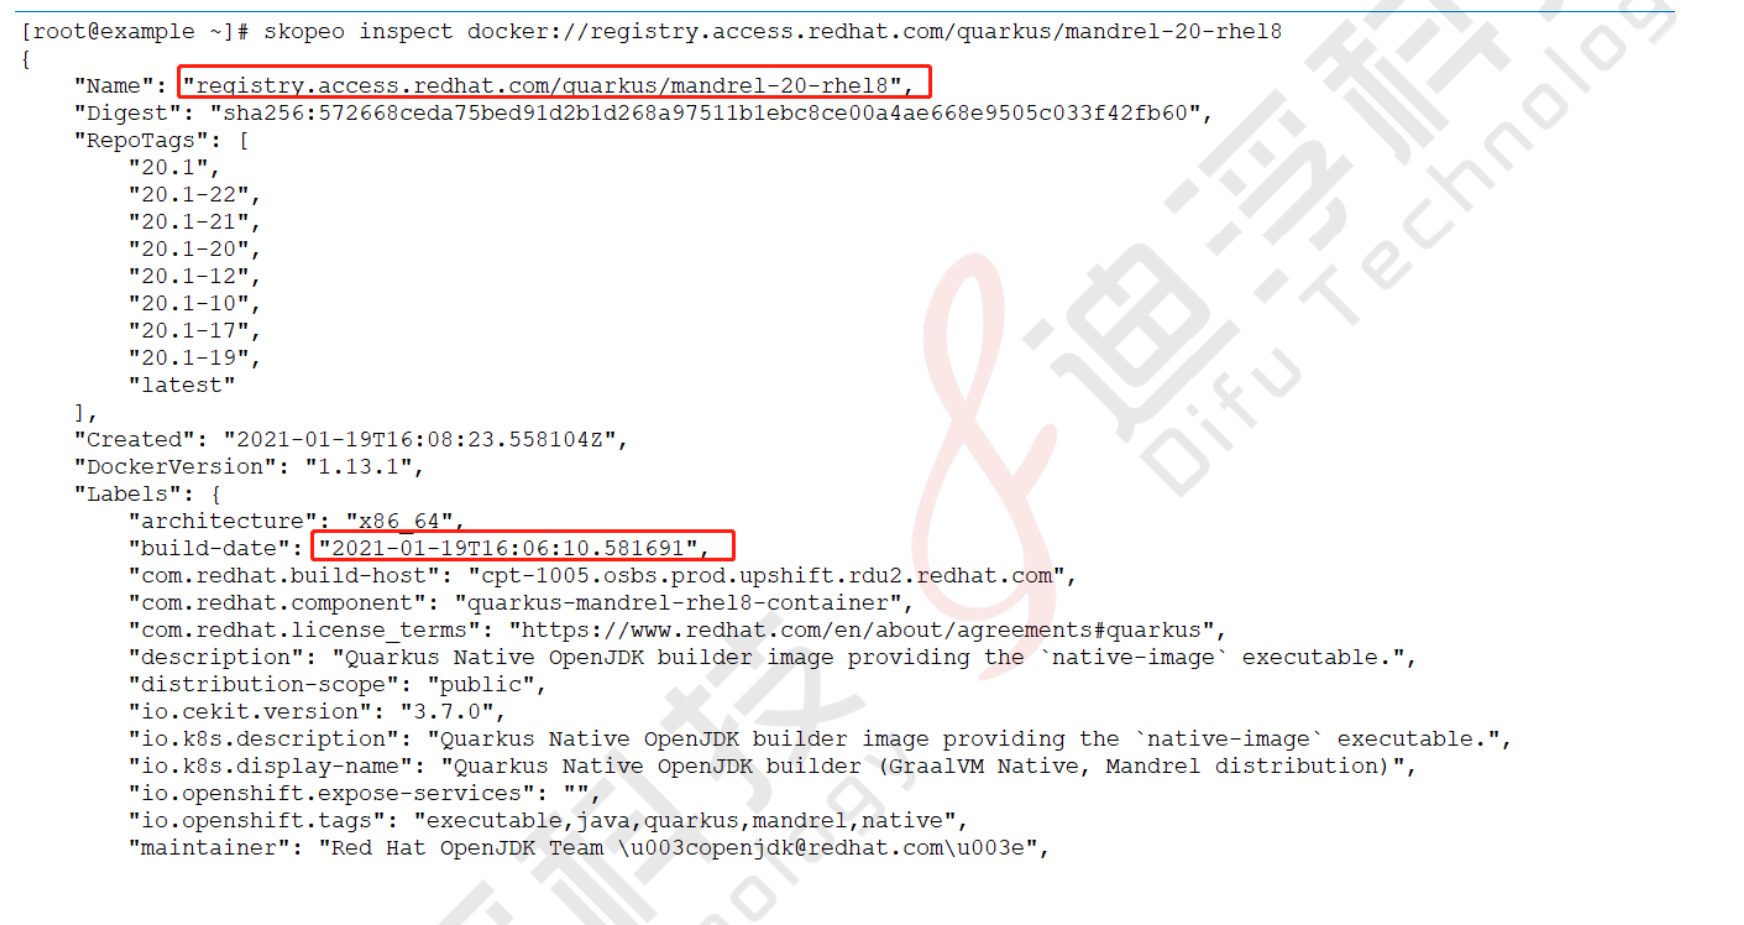 [root@example ~]# skopeo inspect docker://registry.access.redhat.com/quarkus/mandrel-20-rhel8
{
    "Name": "registry.access.redhat.com/quarkus/mandrel-20-rhel8",
    "Digest": "sha256:572668ceda75bed91d2b1d268a97511b1ebc8ce00a4ae668e9505c033f42fb60",
    "RepoTags": [
        "20.1",
        "20.1-22",
        "20.1-21",
        "20.1-20",
        "20.1-12",
        "20.1-10",
        "20.1-17",
        "20.1-19",
        "latest"
    ],
    "Created": "2021-01-19T16:08:23.558104Z",
    "DockerVersion": "1.13.1",
    "Labels": {
        "architecture": "x86_64",
        "build-date": "2021-01-19T16:06:10.581691",
        "com.redhat.build-host": "cpt-1005.osbs.prod.upshift.rdu2.redhat.com",
        "com.redhat.component": "quarkus-mandrel-rhel8-container",
        "com.redhat.license_terms": "https://www.redhat.com/en/about/agreements#quarkus",
        "description": "Quarkus Native OpenJDK builder image providing the `native-image` executable.",
        "distribution-scope": "public",
        "io.cekit.version": "3.7.0",
        "io.k8s.description": "Quarkus Native OpenJDK builder image providing the `native-image` executable.",
        "io.k8s.display-name": "Quarkus Native OpenJDK builder (GraalVM Native, Mandrel distribution)",
        "io.openshift.expose-services": "",
        "io.openshift.tags": "executable,java,quarkus,mandrel,native",
        "maintainer": "Red Hat OpenJDK Team \u003copenjdk@redhat.com\u003e",
迪浮科
Difu Technolog
科技
nology